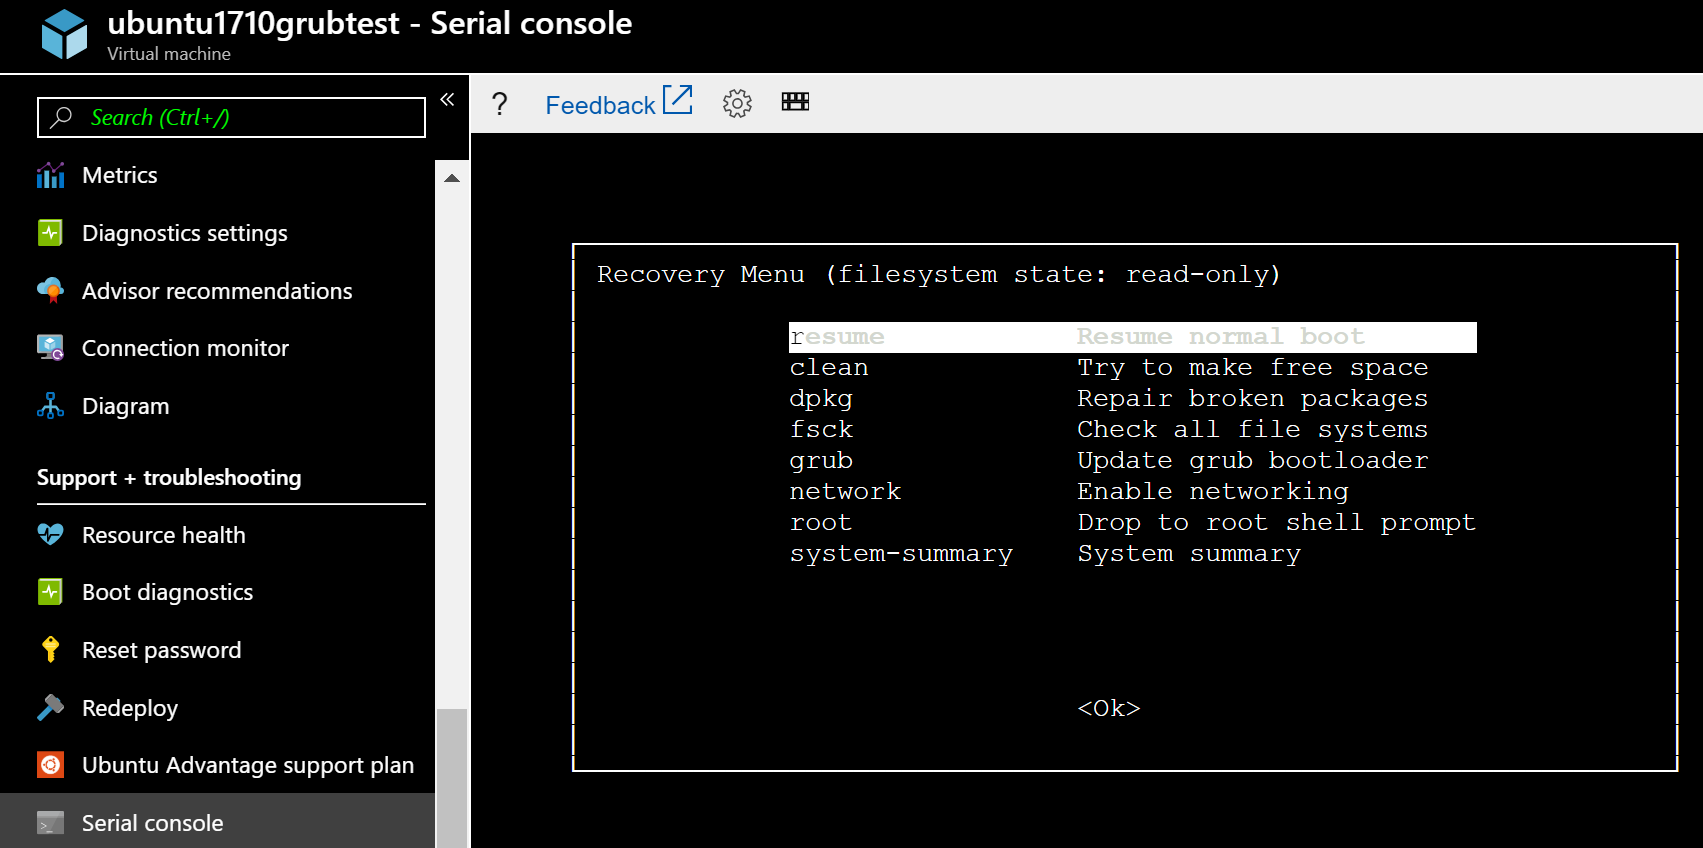 ubuntu1710grubtest - Serial console
Virtual machine
Search (Ctrl+/)
«
Metrics
Diagnostics settings
Advisor recommendations
Connection monitor
Diagram
Support + troubleshooting
Resource health
Boot diagnostics
Reset password
Redeploy
Ubuntu Advantage support plan
Serial console
? Feedback
Recovery Menu (filesystem state: read-only)
resume Resume normal boot
clean Try to make free space
dpkg Repair broken packages
fsck Check all file systems
grub Update grub bootloader
network Enable networking
root Drop to root shell prompt
system-summary System summary
<Ok>